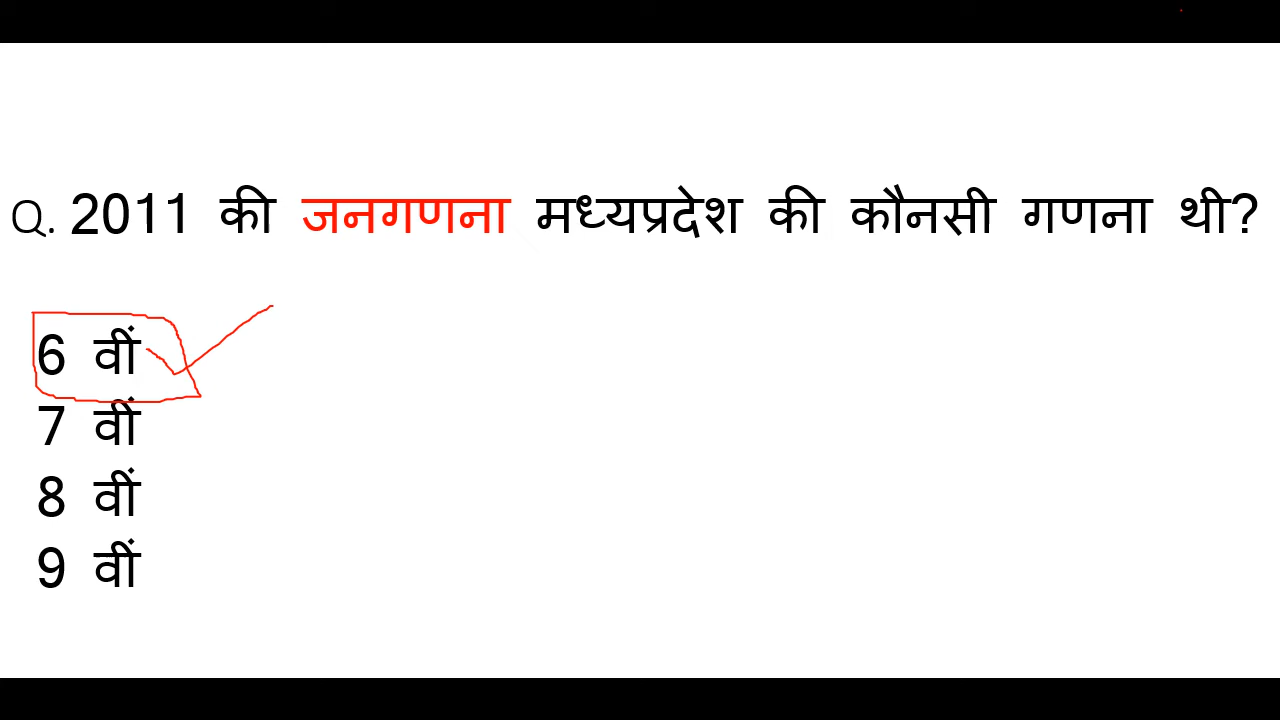 Q. 2011 की जनगणना मध्यप्रदेश की कौनसी गणना थी?
6 वीं
7 वीं
8 वीं
9 वीं